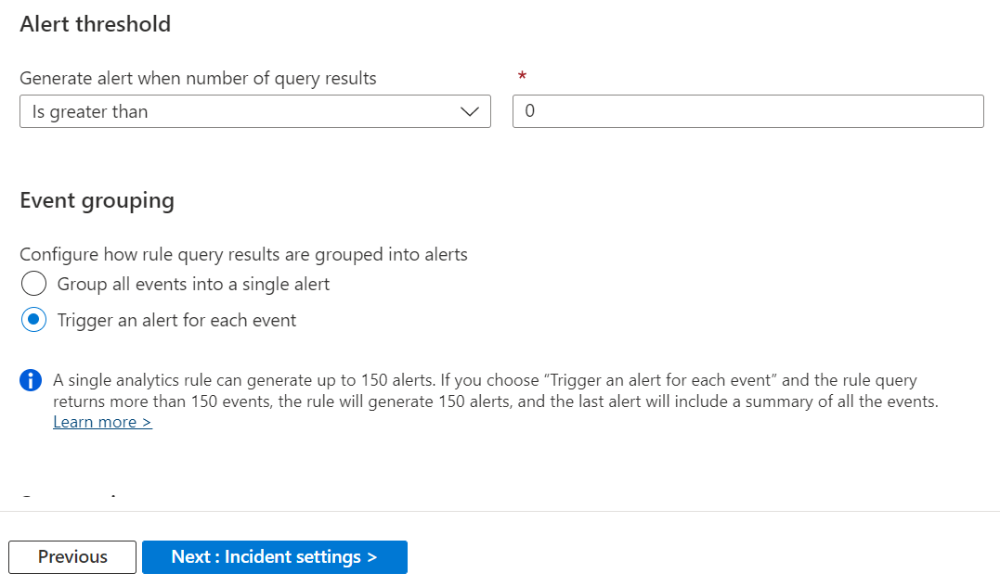 Alert threshold
Generate alert when number of query results *
Is greater than
0
Event grouping
Configure how rule query results are grouped into alerts
Group all events into a single alert
Trigger an alert for each event
A single analytics rule can generate up to 150 alerts. If you choose “Trigger an alert for each event” and the rule query
returns more than 150 events, the rule will generate 150 alerts, and the last alert will include a summary of all the events.
Learn more >
Previous
Next : Incident settings >